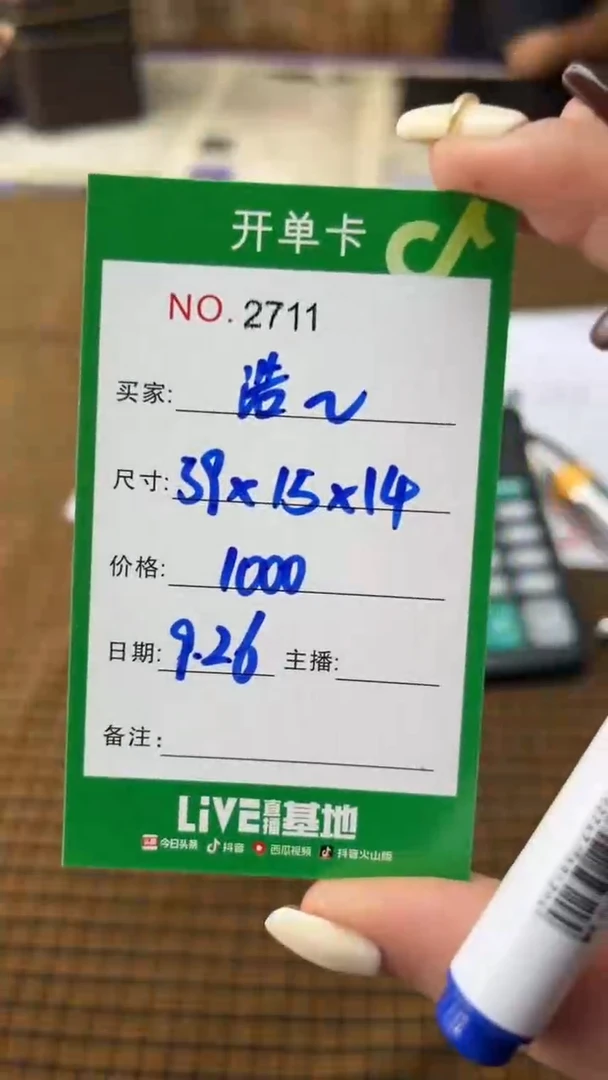 开单卡
NO. 2711
买家: 浩~
尺寸: 39×15×14
价格: 1000
日期: 9.26 主播:
备注:
LiVE直播基地
今日头条 抖音 西瓜视频 抖音火山版